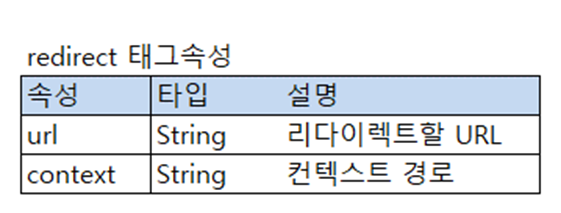 redirect 태그속성
속성 타입 설명
url String 리다이렉트할 URL
context String 컨텍스트 경로